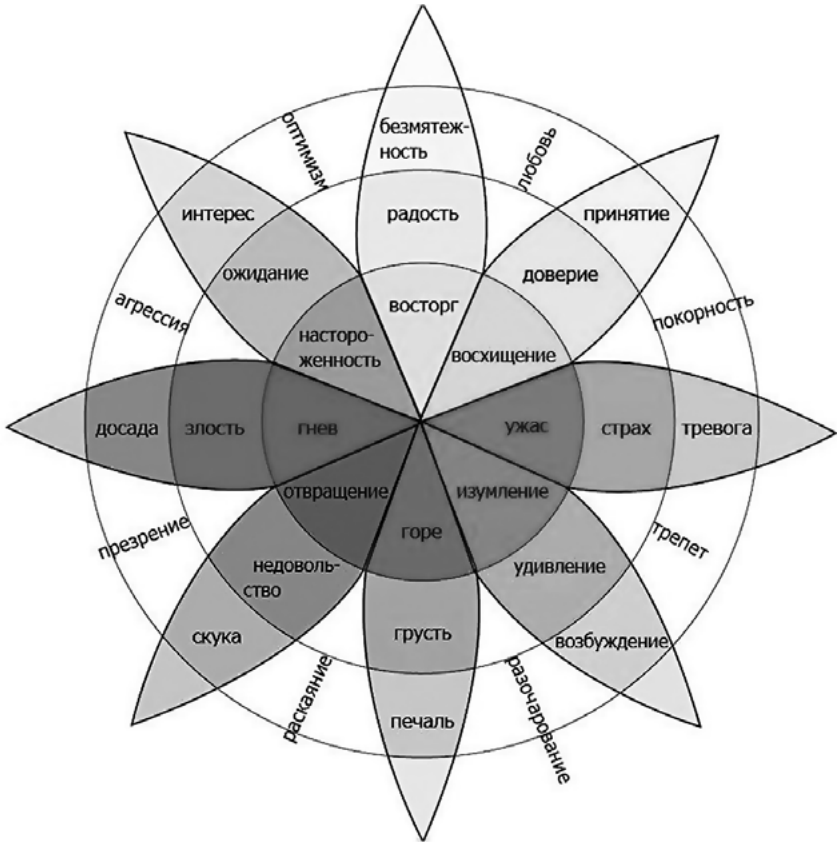 безмятеж-
ность
оптимизм
любовь
интерес
радость
принятие
ожидание
доверие
агрессия
покорность
насторо-
женность
восторг
восхищение
досада
злость
гнев
ужас
страх
тревога
отвращение
изумление
горе
презрение
трепет
недоволь-
ство
удивление
скука
грусть
возбуждение
раскаяние
печаль
разочарование